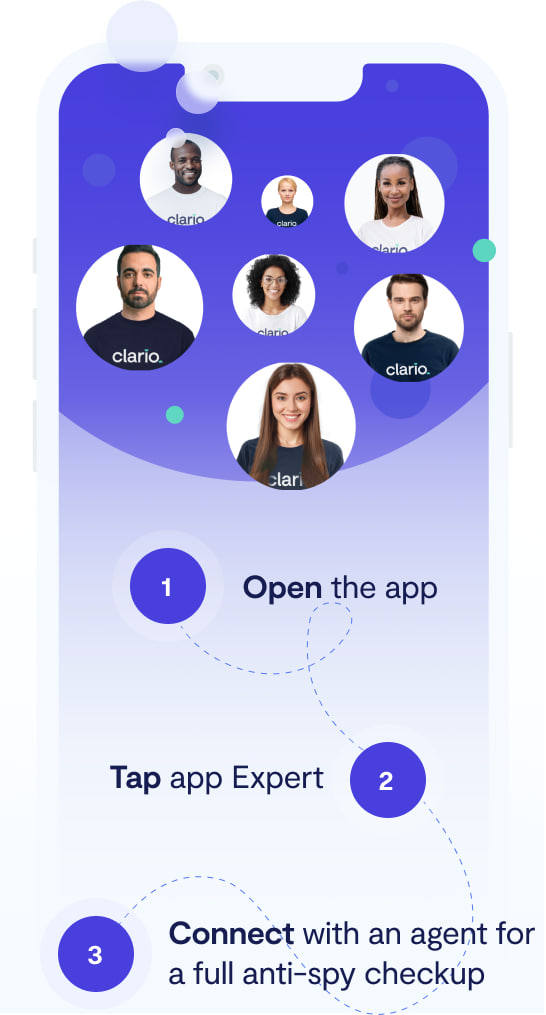 clario
clario
clario
clario.
clario
clario.
clari
1
Open the app
Tap app Expert
2
3
Connect with an agent for
a full anti-spy checkup